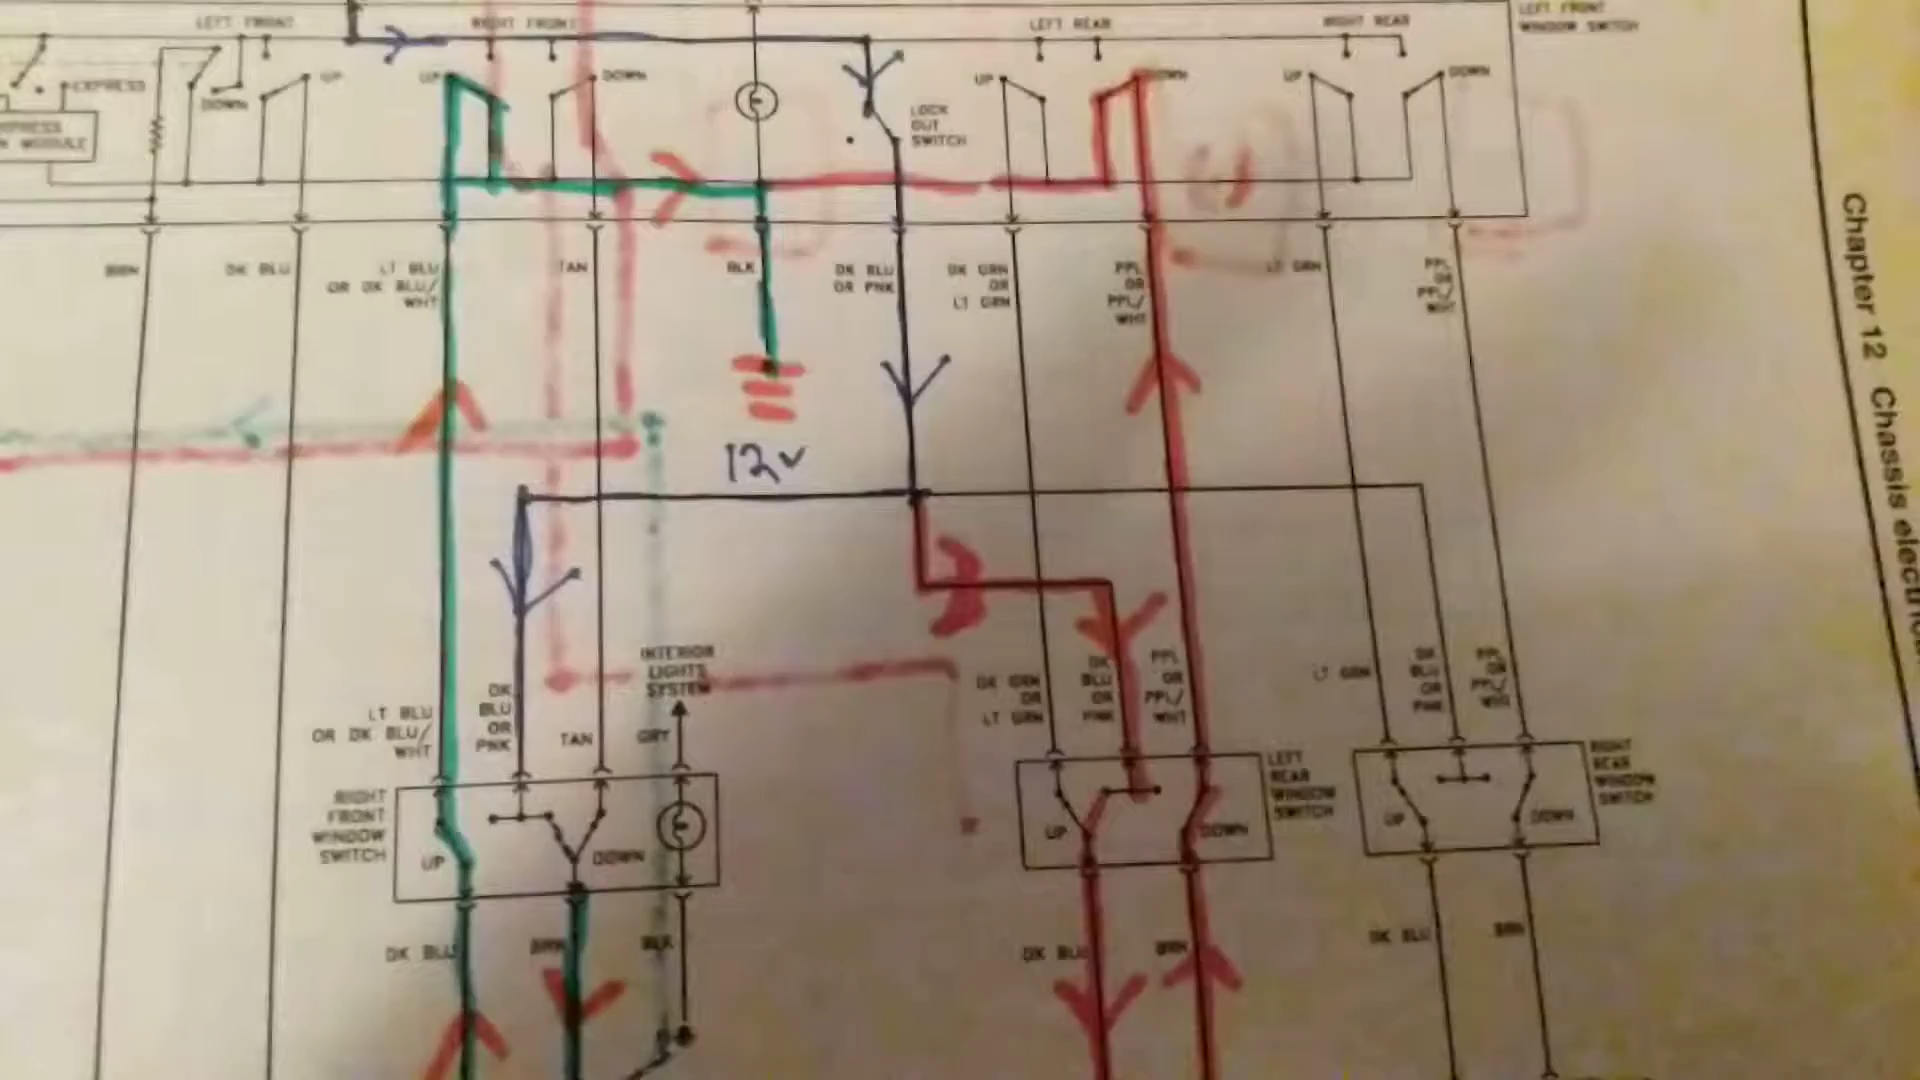 LEFT FRONT
RIGHT FRONT
LEFT REAR
RIGHT REAR
LEFT FRONT
WINDOW SWITCH
EXPRESS
DOWN
UP
UP
DOWN
UP
DOWN
UP
DOWN
EXPRESS
MODULE
LOCK
OUT
SWITCH
BRN
DK BLU
LT BLU
OR DK BLU/
WHT
TAN
BLK
DK BLU
OR PNK
DK GRN
OR
LT GRN
PPL
OR
PPL/
WHT
LT GRN
PPL
OR
PPL/
WHT
12v
INTERIOR
LIGHTS
SYSTEM
LT BLU
OR DK BLU/
WHT
DK
BLU
OR
PNK
TAN
GRY
DK GRN
OR
LT GRN
DK
BLU
OR
PNK
PPL
OR
PPL/
WHT
LT GRN
DK
BLU
OR
PNK
PPL
OR
PPL/
WHT
RIGHT
FRONT
WINDOW
SWITCH
UP
DOWN
UP
DOWN
LEFT
REAR
WINDOW
SWITCH
UP
DOWN
RIGHT
REAR
WINDOW
SWITCH
DK BLU
BRN
BLK
DK BLU
BRN
DK BLU
BRN
Chapter 12 Chassis